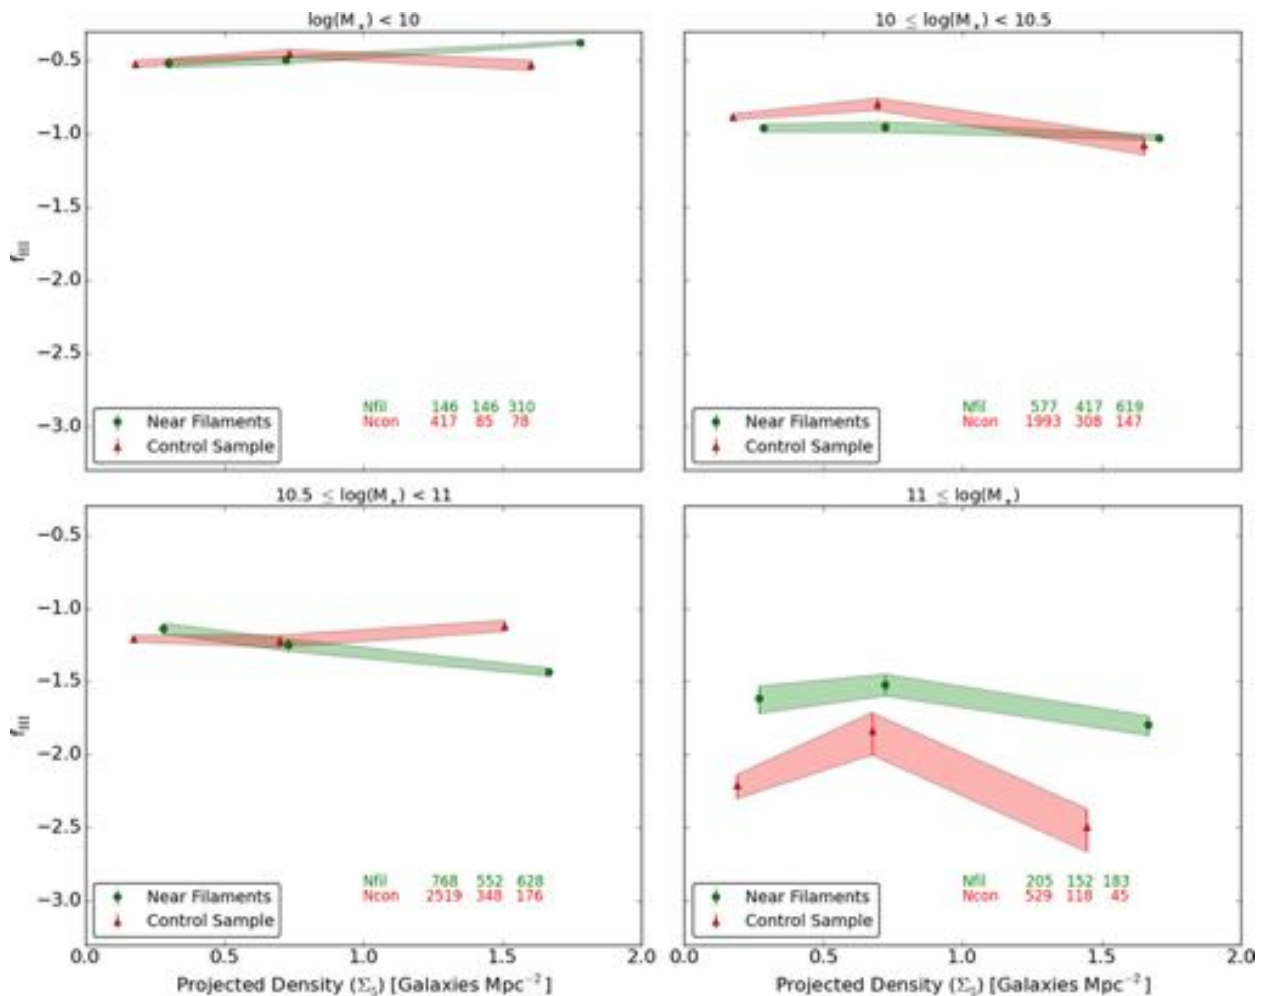 log(M⋆) < 10
10 ≤ log(M⋆) < 10.5
f_HI
−0.5
−1.0
−1.5
−2.0
−2.5
−3.0
Near Filaments
Control Sample
Nfil 146 146 310
Ncon 417 85 78
Near Filaments
Control Sample
Nfil 577 417 619
Ncon 1993 308 147
10.5 ≤ log(M⋆) < 11
11 ≤ log(M⋆)
f_HI
−0.5
−1.0
−1.5
−2.0
−2.5
−3.0
Near Filaments
Control Sample
Nfil 768 552 628
Ncon 2519 348 176
Near Filaments
Control Sample
Nfil 205 152 183
Ncon 529 118 45
0.0 0.5 1.0 1.5 2.0
0.5 1.0 1.5 2.0
Projected Density (Σ₅) [Galaxies Mpc⁻²]
Projected Density (Σ₅) [Galaxies Mpc⁻²]